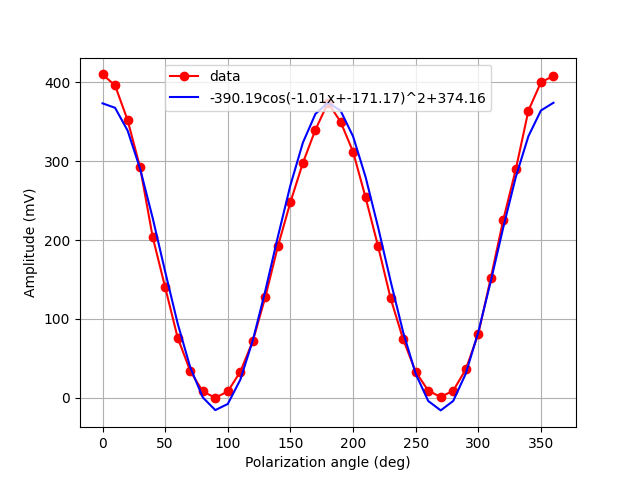 data
-390.19cos(-1.01x+-171.17)^2+374.16
400
300
200
100
0
Amplitude (mV)
0 50 100 150 200 250 300 350
Polarization angle (deg)